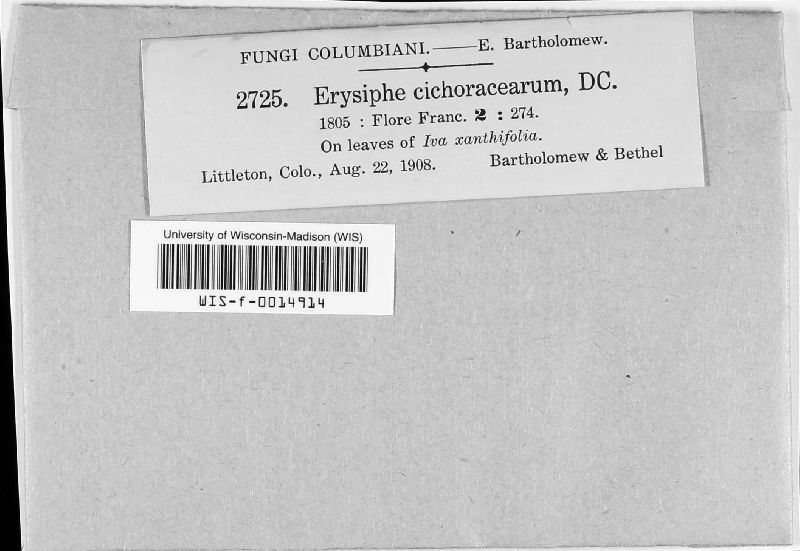 FUNGI COLUMBIANI.——E. Bartholomew.
2725. Erysiphe cichoracearum, DC.
1805 : Flore Franc. 2 : 274.
On leaves of Iva xanthifolia.
Littleton, Colo., Aug. 22, 1908. Bartholomew & Bethel
University of Wisconsin-Madison (WIS)
WIS-f-0014914